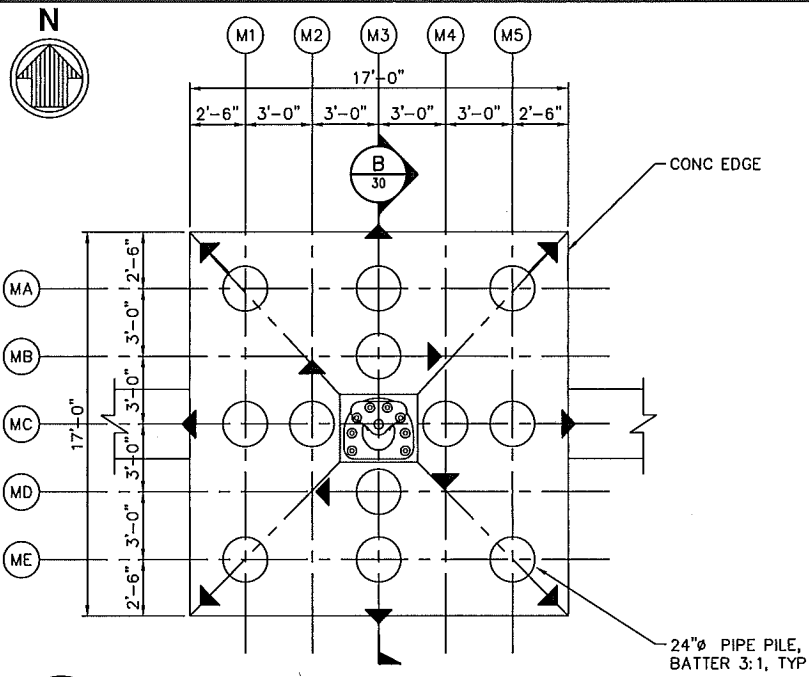 N
M1 M2 M3 M4 M5
17'-0"
2'-6" 3'-0" 3'-0" 3'-0" 3'-0" 2'-6"
B
30
CONC EDGE
MA
MB
MC
MD
ME
17'-0"
2'-6"
3'-0"
3'-0"
3'-0"
3'-0"
2'-6"
24"ø PIPE PILE,
BATTER 3:1, TYP